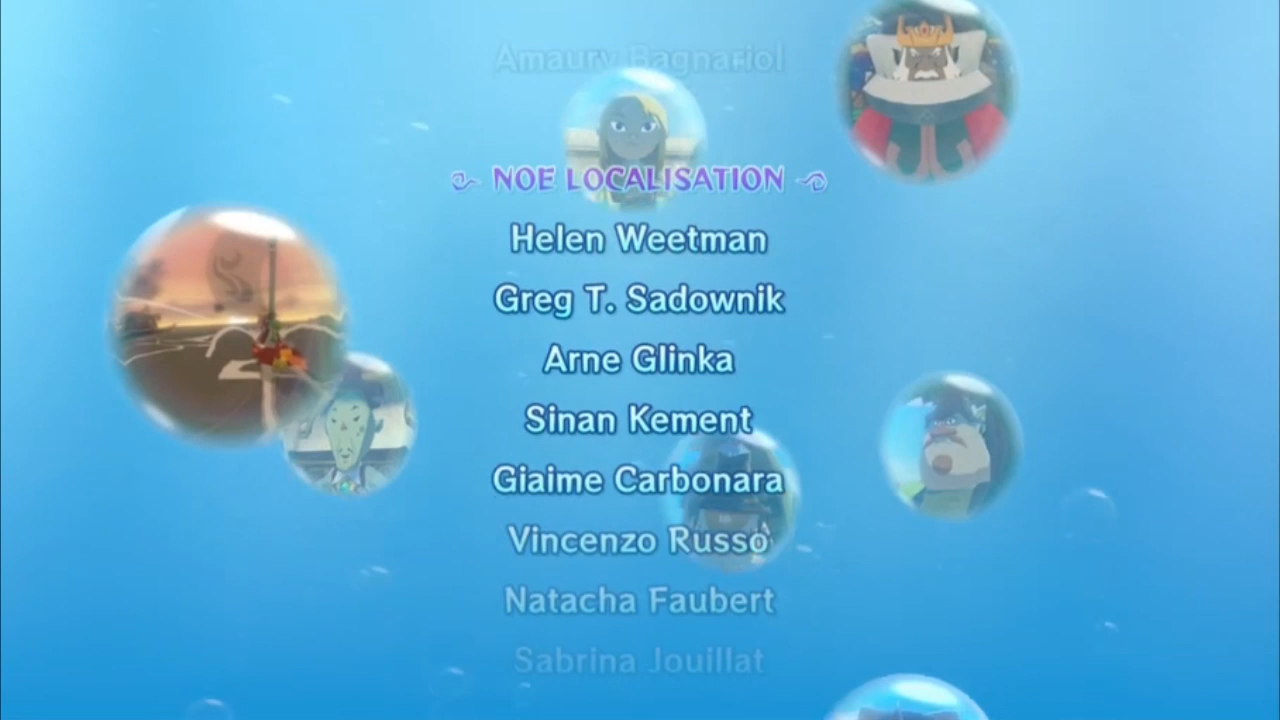 Amaury Bagnariol
NOE LOCALISATION
Helen Weetman
Greg T. Sadownik
Arne Glinka
Sinan Kement
Giaime Carbonara
Vincenzo Russo
Natacha Faubert
Sabrina Jouillat